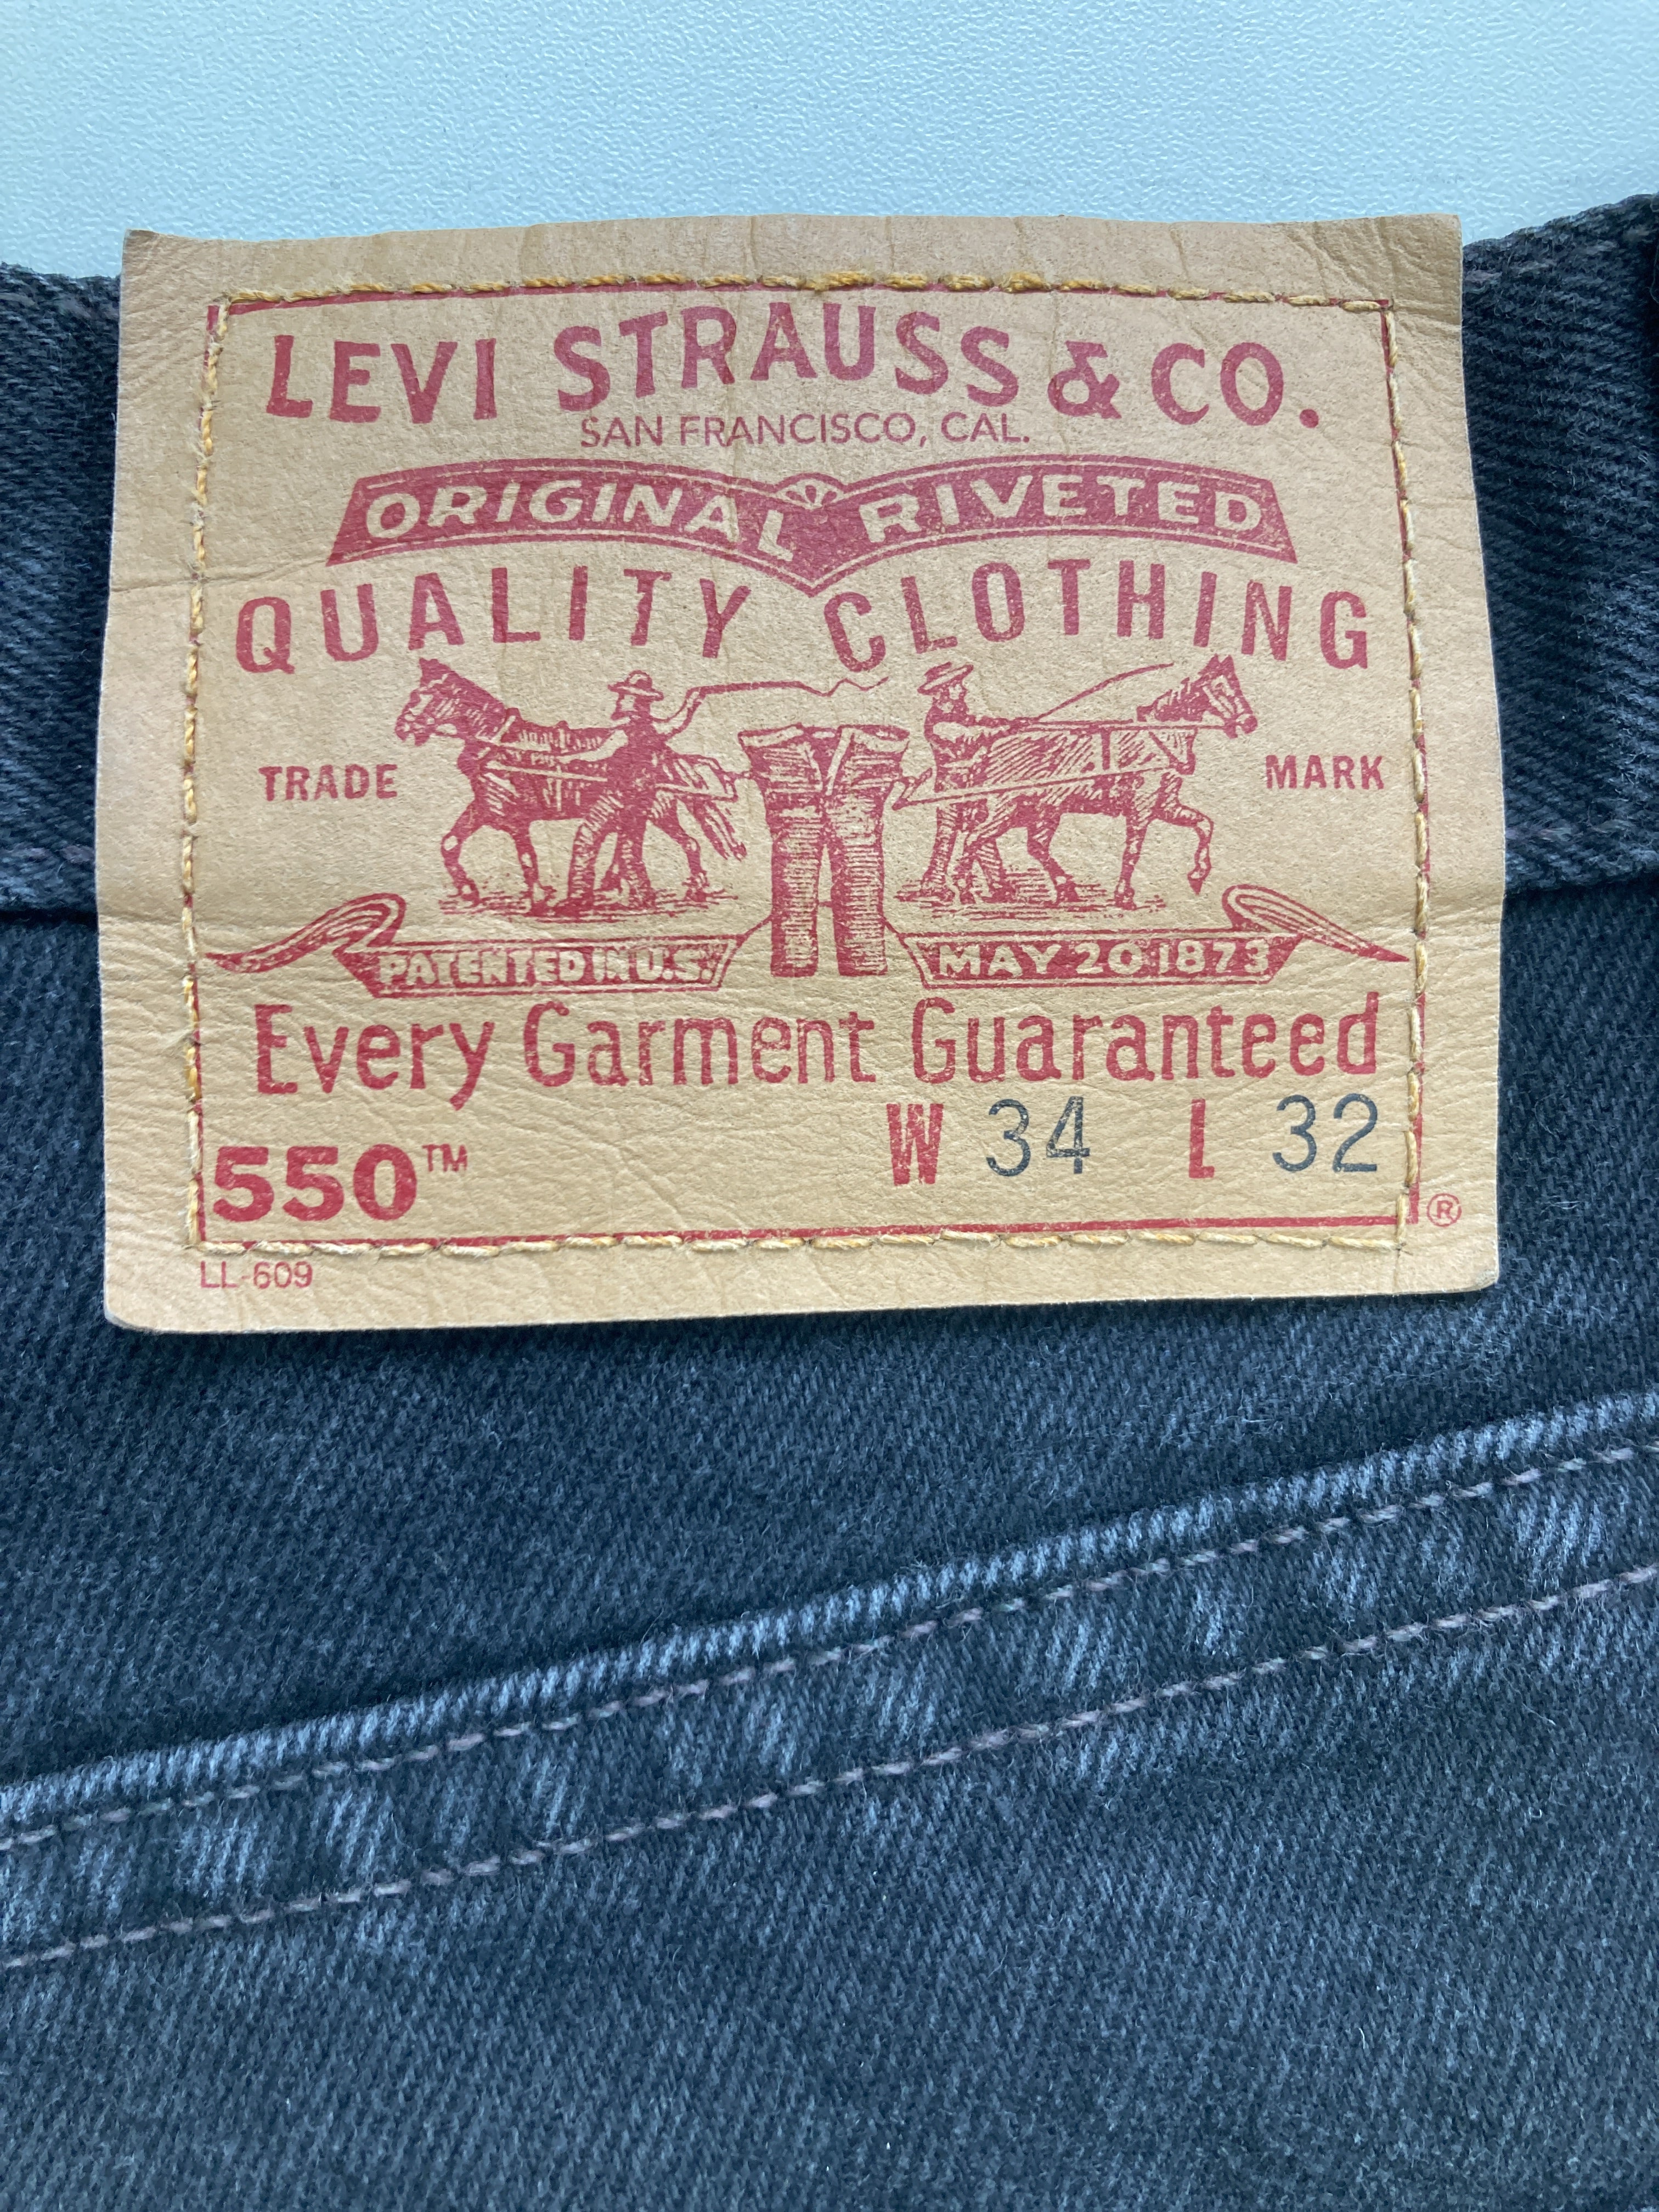 LEVI STRAUSS & CO.
SAN FRANCISCO, CAL.
ORIGINAL RIVETED
QUALITY CLOTHING
TRADE MARK
PATENTED IN U.S. MAY 20 1873
Every Garment Guaranteed
W 34 L 32
550™
®
LL-609